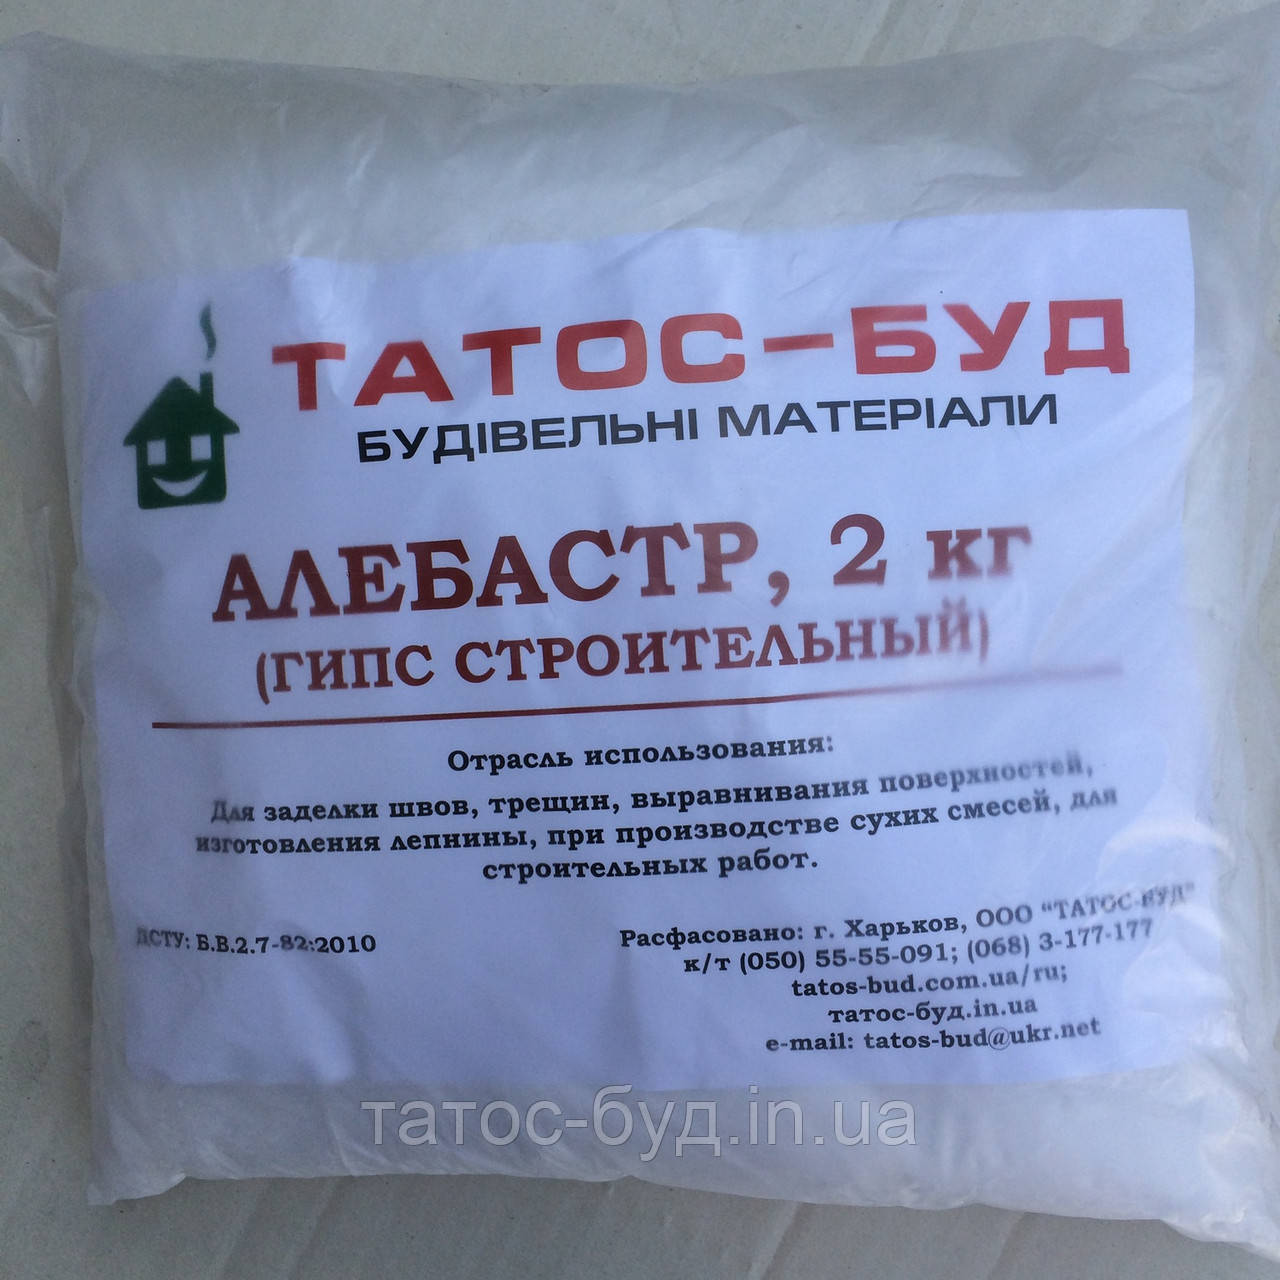 ТАТОС-БУД
БУДІВЕЛЬНІ МАТЕРІАЛИ
АЛЕБАСТР, 2 кг
(ГИПС СТРОИТЕЛЬНЫЙ)
Отрасль использования:
Для заделки швов, трещин, выравнивания поверхностей,
изготовления лепнины, при производстве сухих смесей, для
строительных работ.
ДСТУ: Б.В.2.7-82:2010
Расфасовано: г. Харьков, ООО “ТАТОС-БУД”
к/т (050) 55-55-091; (068) 3-177-177
tatos-bud.com.ua/ru;
татос-буд.in.ua
e-mail: tatos-bud@ukr.net
татос-буд.in.ua